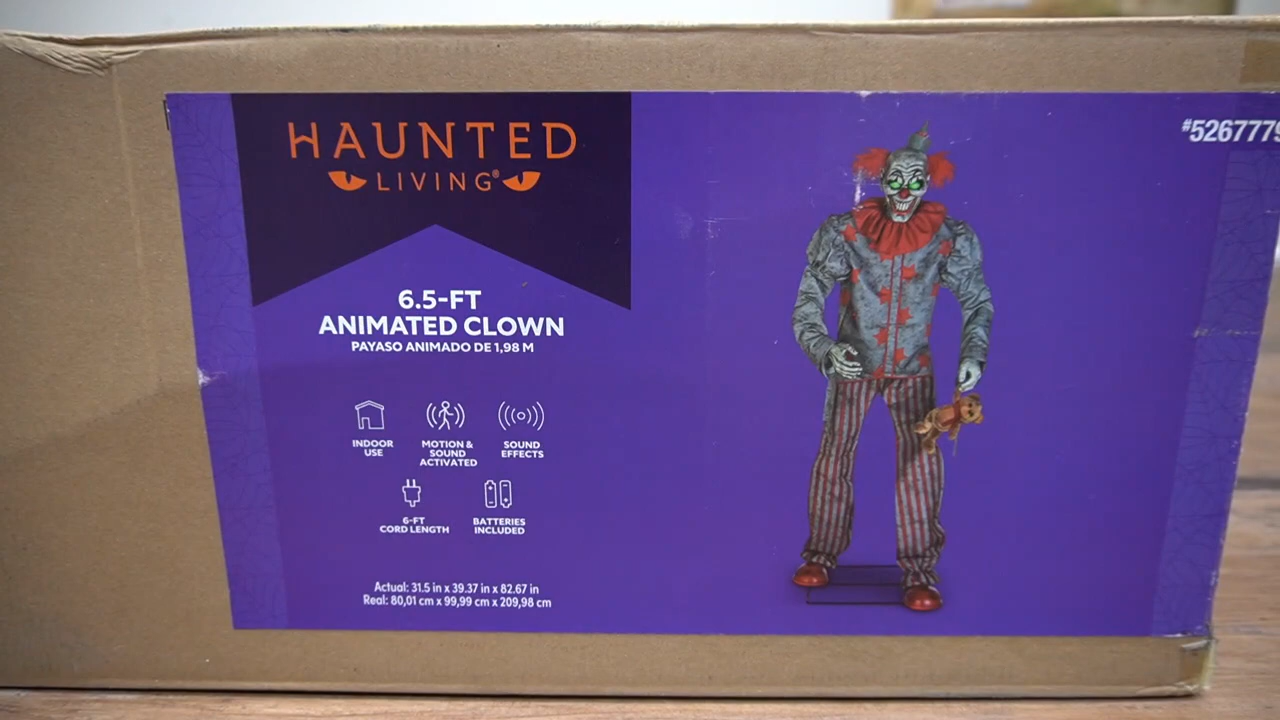 HAUNTED
LIVING®
#5267779
6.5-FT
ANIMATED CLOWN
PAYASO ANIMADO DE 1,98 M
INDOOR
USE
MOTION &
SOUND
ACTIVATED
SOUND
EFFECTS
6-FT
CORD LENGTH
BATTERIES
INCLUDED
Actual: 31.5 in x 39.37 in x 82.67 in
Real: 80,01 cm x 99,99 cm x 209,98 cm